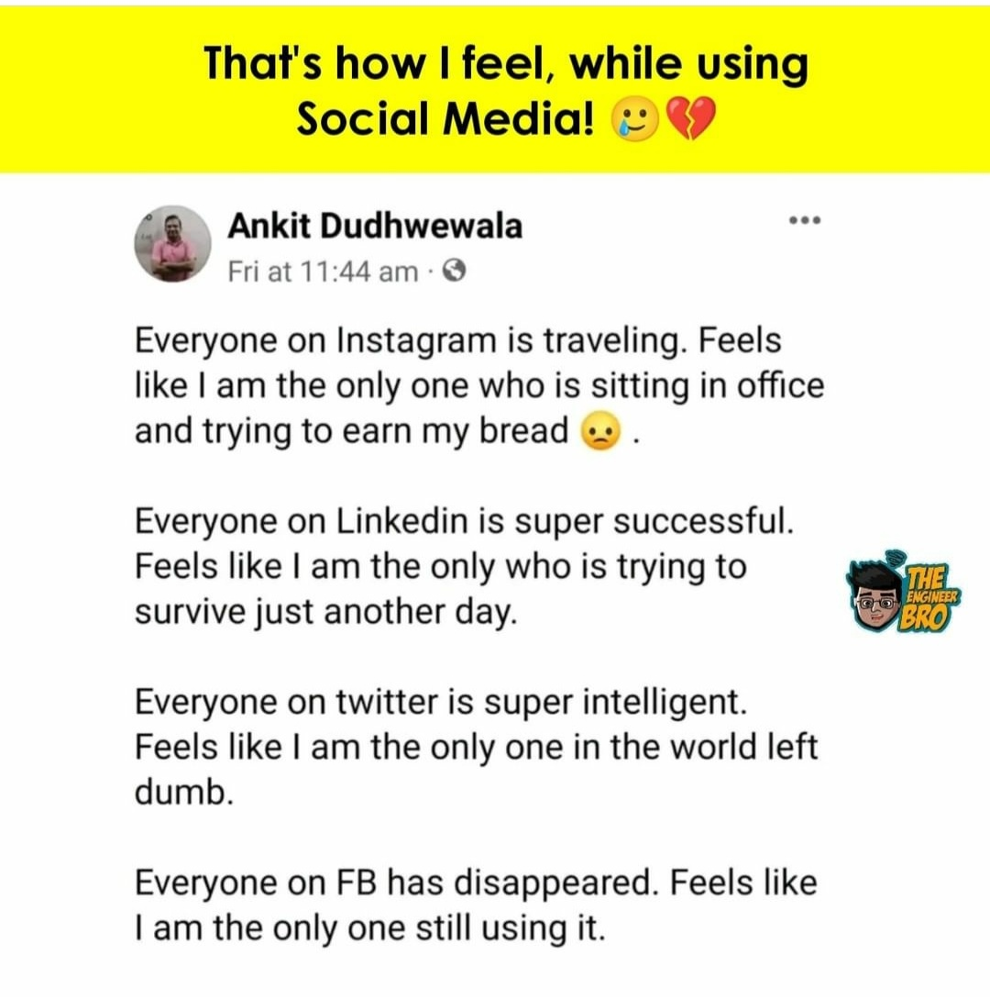 That's how I feel, while using
Social Media! 🥲💔
Ankit Dudhwewala
Fri at 11:44 am ·
Everyone on Instagram is traveling. Feels
like I am the only one who is sitting in office
and trying to earn my bread 😞 .
Everyone on Linkedin is super successful.
Feels like I am the only who is trying to
survive just another day.
THE
ENGINEER
BRO
Everyone on twitter is super intelligent.
Feels like I am the only one in the world left
dumb.
Everyone on FB has disappeared. Feels like
I am the only one still using it.